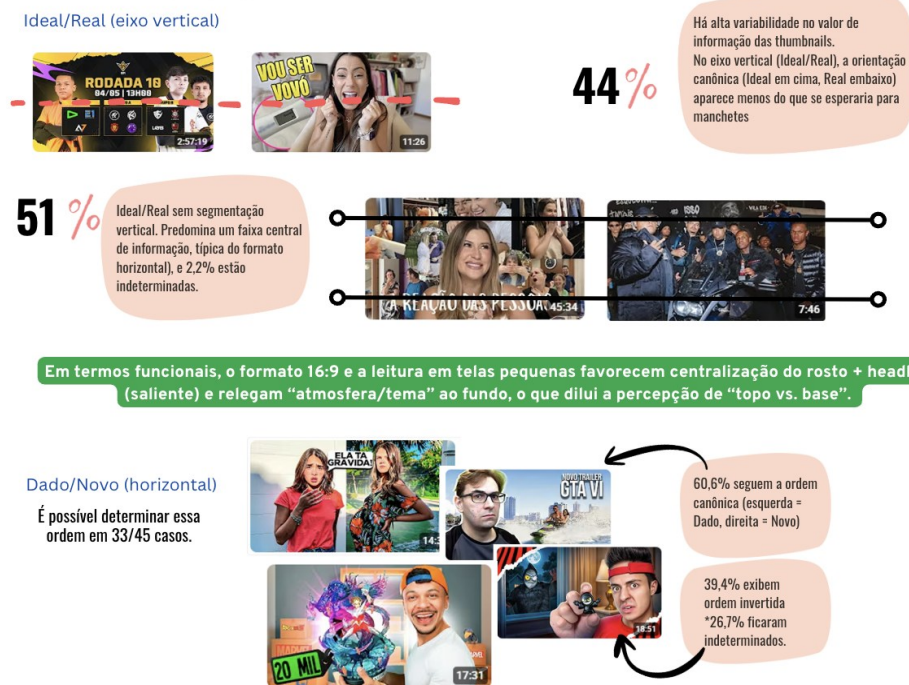 Ideal/Real (eixo vertical)
RODADA 18
04/05 | 13H00
2:57:19
VOU SER
VOVÓ
11:26
44%
Há alta variabilidade no valor de
informação das thumbnails.
No eixo vertical (Ideal/Real), a orientação
canônica (Ideal em cima, Real embaixo)
aparece menos do que se esperaria para
manchetes
51 %
Ideal/Real sem segmentação
vertical. Predomina um faixa central
de informação, típica do formato
horizontal), e 2,2% estão
indeterminadas.
A REAÇÃO DAS PESSOAS
45:34
7:46
Em termos funcionais, o formato 16:9 e a leitura em telas pequenas favorecem centralização do rosto + headl
(saliente) e relegam “atmosfera/tema” ao fundo, o que dilui a percepção de “topo vs. base”.
Dado/Novo (horizontal)
É possível determinar essa
ordem em 33/45 casos.
ELA TA
GRÁVIDA!
14:3
NOVO TRAILER
GTA VI
20 MIL
MARVEL
17:31
18:51
60,6% seguem a ordem
canônica (esquerda =
Dado, direita = Novo)
39,4% exibem
ordem invertida
*26,7% ficaram
indeterminados.